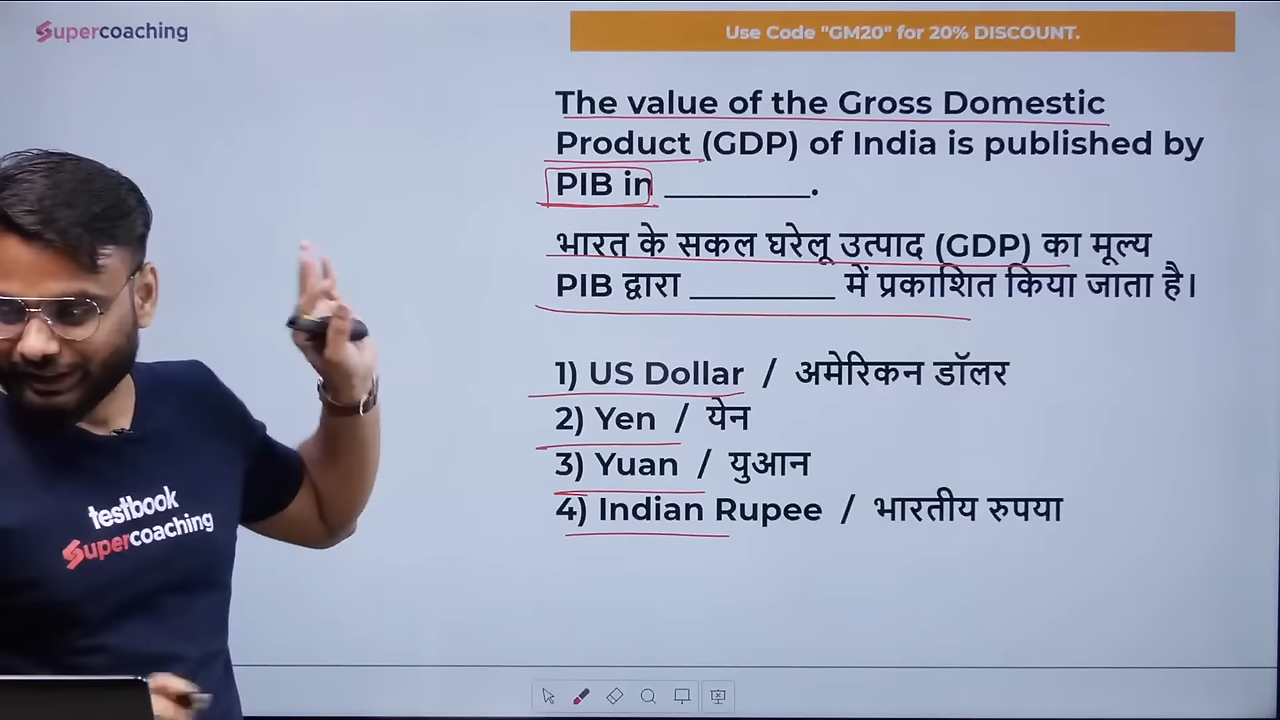 Supercoaching
Use Code "GM20" for 20% DISCOUNT.
The value of the Gross Domestic
Product (GDP) of India is published by
PIB in __________.
भारत के सकल घरेलू उत्पाद (GDP) का मूल्य
PIB द्वारा __________ में प्रकाशित किया जाता है।
1) US Dollar / अमेरिकन डॉलर
2) Yen / येन
3) Yuan / युआन
4) Indian Rupee / भारतीय रुपया
testbook
Supercoaching